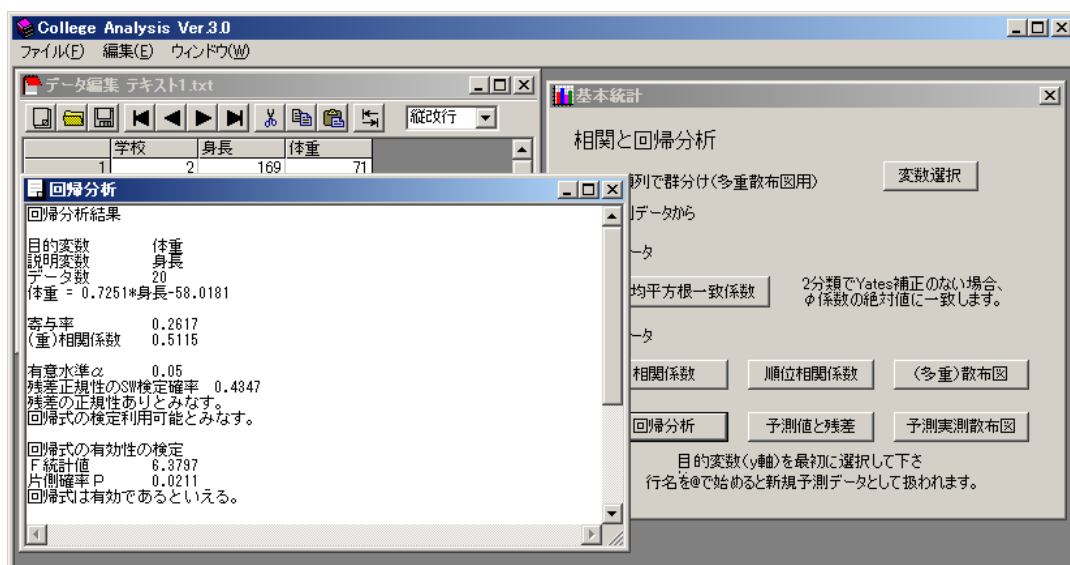 College Analysis Ver.3.0
ファイル(F) 編集(E) ウィンドウ(W)
データ編集 テキスト1.txt
縦改行
学校 身長 体重
1 2 169 71
回帰分析
回帰分析結果
目的変数 体重
説明変数 身長
データ数 20
体重 = 0.7251*身長-58.0181
寄与率 0.2617
(重)相関係数 0.5115
有意水準α 0.05
残差正規性のSW検定確率 0.4347
残差の正規性ありとみなす。
回帰式の検定利用可能とみなす。
回帰式の有効性の検定
F統計値 6.3797
片側確率P 0.0211
回帰式は有効であるといえる。
基本統計
相関と回帰分析
列で群分け(多重散布図用)
変数選択
データから
ータ
均平方根一致係数
2分類でYates補正のない場合、
φ係数の絶対値に一致します。
ータ
相関係数 順位相関係数 (多重)散布図
回帰分析 予測値と残差 予測実測散布図
目的変数(y軸)を最初に選択して下さ
行名を@で始めると新規予測データとして扱われます。